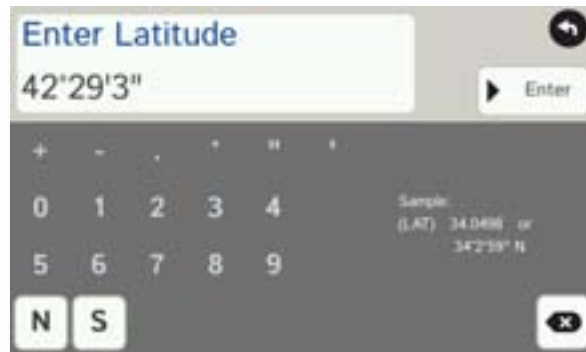 Enter Latitude
42°29'3"
Enter
+ - . ° " '
0 1 2 3 4
5 6 7 8 9
Sample:
(LAT) 34.0498 or
34°2'59" N
N S